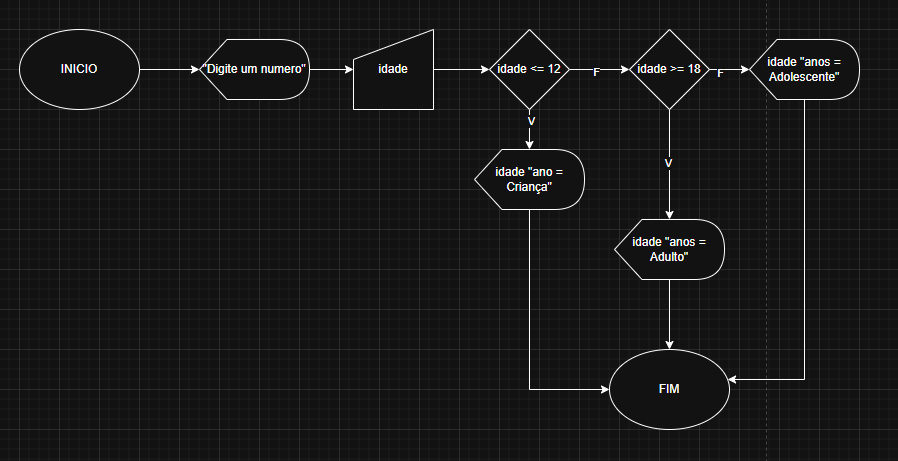 INICIO
"Digite um numero"
idade
idade <= 12
F
idade >= 18
F
idade "anos =
Adolescente"
V
idade "ano =
Criança"
V
idade "anos =
Adulto"
FIM